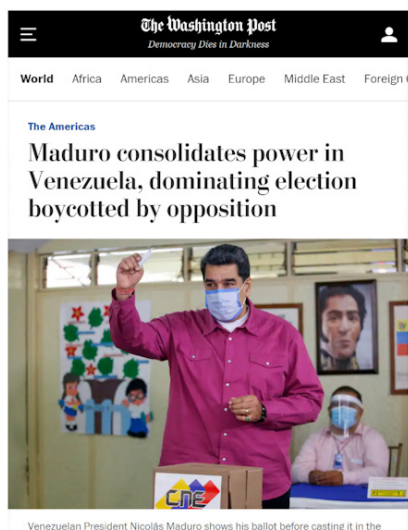 The Washington Post
Democracy Dies in Darkness
World Africa Americas Asia Europe Middle East Foreign
The Americas
Maduro consolidates power in
Venezuela, dominating election
boycotted by opposition
CNE
Venezuelan President Nicolás Maduro shows his ballot before casting it in the